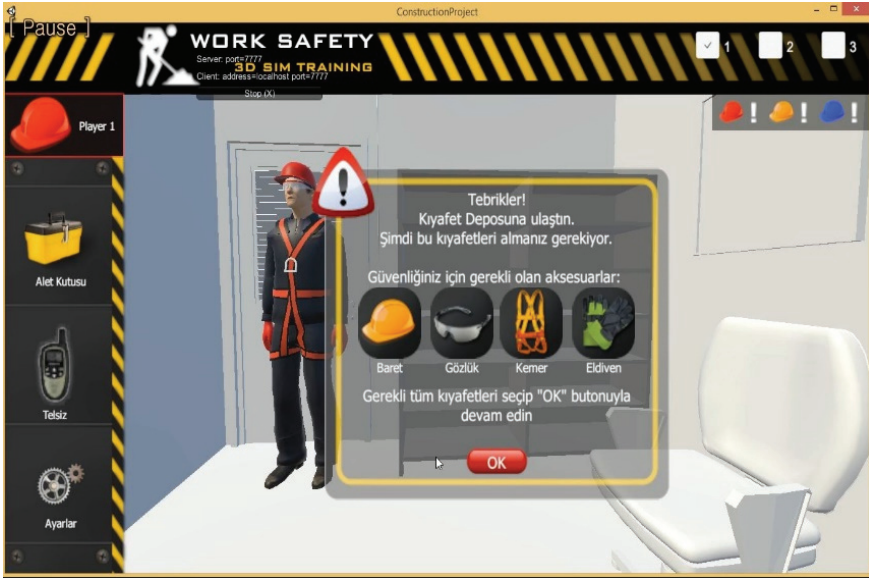 ConstructionProject
[ Pause ]
WORK SAFETY
Server: port=7777
3D SIM TRAINING
Client: address=localhost port=7777
Stop (X)
1
2
3
Player 1
Alet Kutusu
Telsiz
Ayarlar
Tebrikler!
Kıyafet Deposuna ulaştın.
Şimdi bu kıyafetleri almanız gerekiyor.
Güvenliğiniz için gerekli olan aksesuarlar:
Baret Gözlük Kemer Eldiven
Gerekli tüm kıyafetleri seçip "OK" butonuyla
devam edin
OK